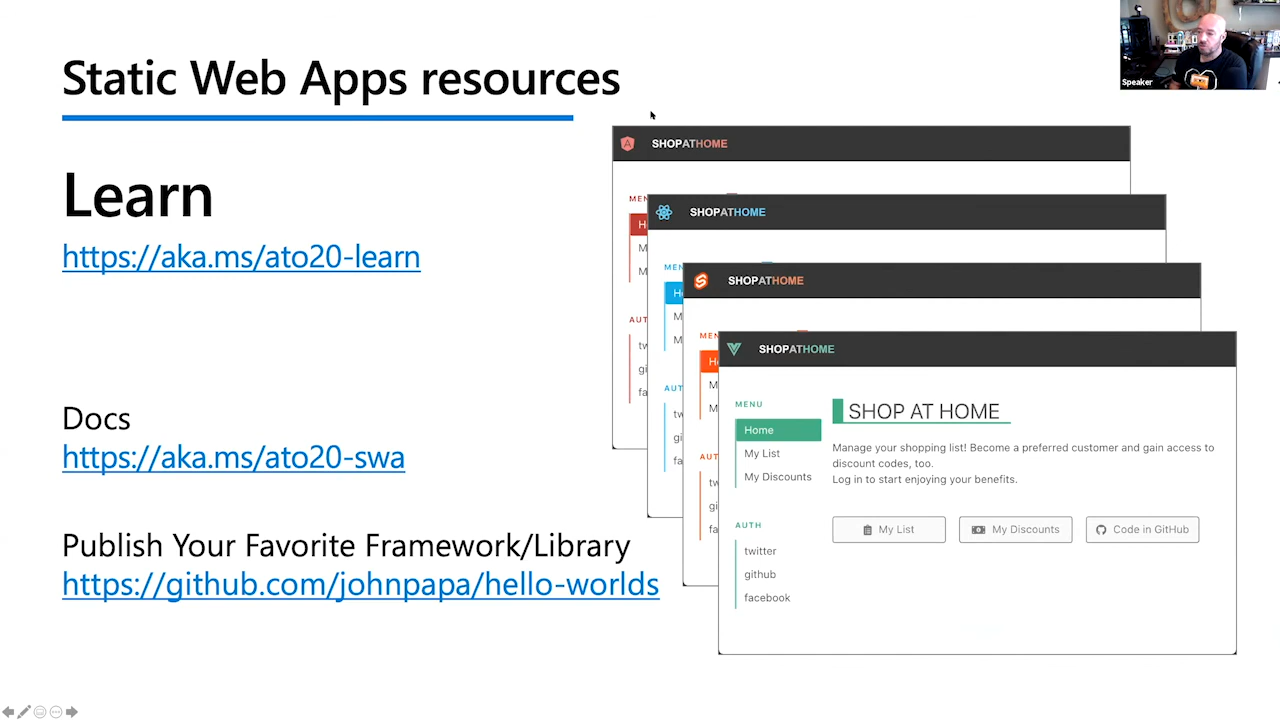 Static Web Apps resources
Speaker
Learn
https://aka.ms/ato20-learn
Docs
https://aka.ms/ato20-swa
Publish Your Favorite Framework/Library
https://github.com/johnpapa/hello-worlds
SHOPATHOME
SHOPATHOME
SHOPATHOME
SHOPATHOME
MENU
Home
My List
My Discounts
AUTH
twitter
github
facebook
SHOP AT HOME
Manage your shopping list! Become a preferred customer and gain access to
discount codes, too.
Log in to start enjoying your benefits.
My List
My Discounts
Code in GitHub